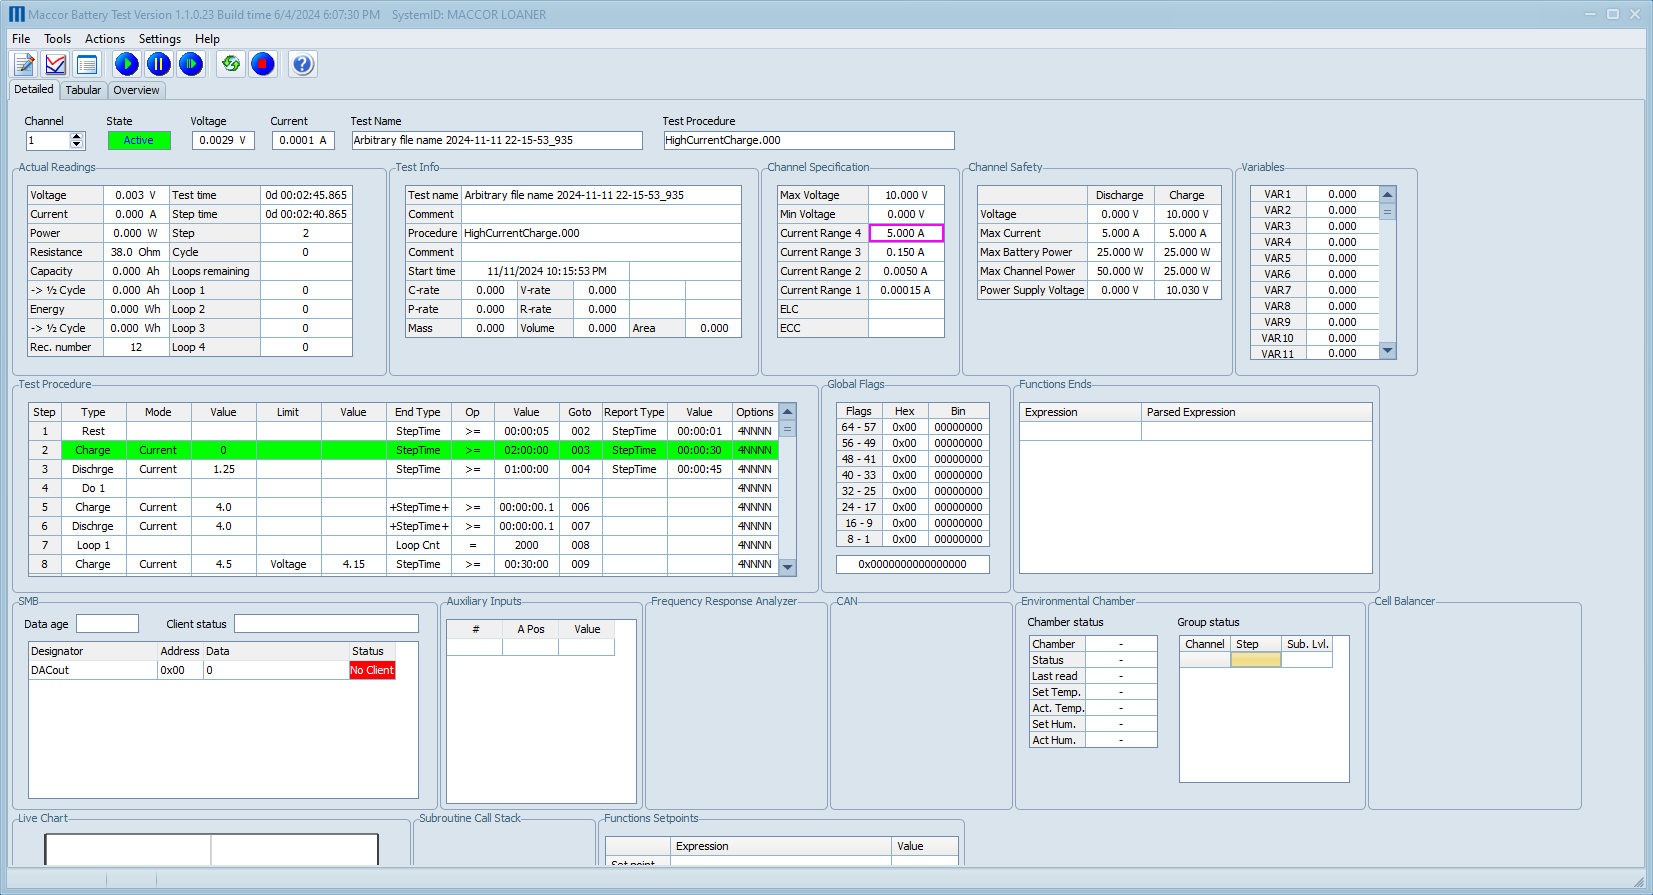 Maccor Battery Test Version 1.1.0.23 Build time 6/4/2024 6:07:30 PM SystemID: MACCOR LOANER
File Tools Actions Settings Help
Detailed Tabular Overview
Channel State Voltage Current Test Name Test Procedure
1 Active 0.0029 V 0.0001 A Arbitrary file name 2024-11-11 22-15-53_935 HighCurrentCharge.000
Actual Readings
Voltage 0.003 V Test time 0d 00:02:45.865
Current 0.000 A Step time 0d 00:02:40.865
Power 0.000 W Step 2
Resistance 38.0 Ohm Cycle 0
Capacity 0.000 Ah Loops remaining
-> ½ Cycle 0.000 Ah Loop 1 0
Energy 0.000 Wh Loop 2 0
-> ½ Cycle 0.000 Wh Loop 3 0
Rec. number 12 Loop 4 0
Test Info
Test name Arbitrary file name 2024-11-11 22-15-53_935
Comment
Procedure HighCurrentCharge.000
Comment
Start time 11/11/2024 10:15:53 PM
C-rate 0.000 V-rate 0.000
P-rate 0.000 R-rate 0.000
Mass 0.000 Volume 0.000 Area 0.000
Channel Specification
Max Voltage 10.000 V
Min Voltage 0.000 V
Current Range 4 5.000 A
Current Range 3 0.150 A
Current Range 2 0.0050 A
Current Range 1 0.00015 A
ELC
ECC
Channel Safety
Discharge Charge
Voltage 0.000 V 10.000 V
Max Current 5.000 A 5.000 A
Max Battery Power 25.000 W 25.000 W
Max Channel Power 50.000 W 25.000 W
Power Supply Voltage 0.000 V 10.030 V
Variables
VAR1 0.000
VAR2 0.000
VAR3 0.000
VAR4 0.000
VAR5 0.000
VAR6 0.000
VAR7 0.000
VAR8 0.000
VAR9 0.000
VAR10 0.000
VAR11 0.000
Test Procedure
Step Type Mode Value Limit Value End Type Op Value Goto Report Type Value Options
1 Rest StepTime >= 00:00:05 002 StepTime 00:00:01 4NNNN
2 Charge Current 0 StepTime >= 02:00:00 003 StepTime 00:00:30 4NNNN
3 Dischrge Current 1.25 StepTime >= 01:00:00 004 StepTime 00:00:45 4NNNN
4 Do 1 4NNNN
5 Charge Current 4.0 +StepTime+ >= 00:00:00.1 006 4NNNN
6 Dischrge Current 4.0 +StepTime+ >= 00:00:00.1 007 4NNNN
7 Loop 1 Loop Cnt = 2000 008 4NNNN
8 Charge Current 4.5 Voltage 4.15 StepTime >= 00:30:00 009 4NNNN
Global Flags
Flags Hex Bin
64 - 57 0x00 00000000
56 - 49 0x00 00000000
48 - 41 0x00 00000000
40 - 33 0x00 00000000
32 - 25 0x00 00000000
24 - 17 0x00 00000000
16 - 9 0x00 00000000
8 - 1 0x00 00000000
0x0000000000000000
Functions Ends
Expression Parsed Expression
SMB
Data age Client status
Designator Address Data Status
DACout 0x00 0 No Client
Auxiliary Inputs
# A Pos Value
Frequency Response Analyzer
CAN
Environmental Chamber
Chamber status Group status
Chamber -
Status -
Last read -
Set Temp. -
Act. Temp. -
Set Hum. -
Act Hum. -
Channel Step Sub. Lvl.
Cell Balancer
Live Chart
Subroutine Call Stack
Functions Setpoints
Expression Value
Set point